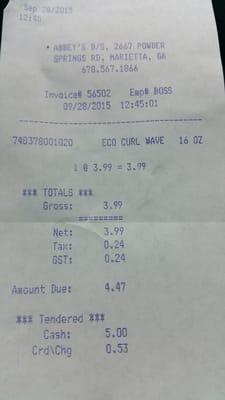 Sep 28/2015
12:45
* ABBEY'S B/S, 2667 POWDER
SPRINGS RD, MARIETTA, GA
678.567.1866
Invoice# 56502 Emp# BOSS
09/28/2015 12:45:01
748378001020 ECO CURL WAVE 16 OZ
1 @ 3.99 = 3.99
*** TOTALS ***
Gross: 3.99
=========
Net: 3.99
Tax: 0.24
GST: 0.24
Amount Due: 4.47
*** Tendered ***
Cash: 5.00
Crd\Chg 0.53